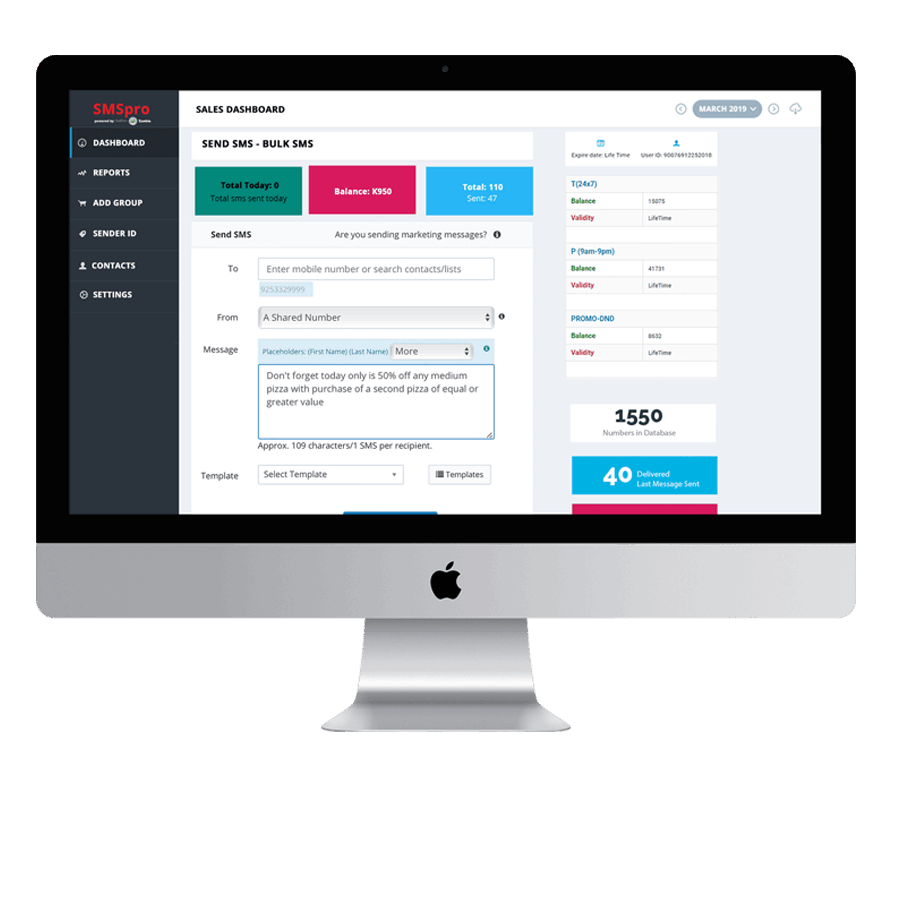 SMSpro
powered by
SALES DASHBOARD
MARCH 2019
DASHBOARD
REPORTS
ADD GROUP
SENDER ID
CONTACTS
SETTINGS
SEND SMS - BULK SMS
Total Today: 0
Total sms sent today
Balance: K950
Total: 110
Sent: 47
Send SMS
Are you sending marketing messages?
To
Enter mobile number or search contacts/lists
9253329999
From
A Shared Number
Message
Placeholders: (First Name) (Last Name)
More
Don't forget today only is 50% off any medium
pizza with purchase of a second pizza of equal or
greater value
Approx. 109 characters/1 SMS per recipient.
Template
Select Template
Templates
Expire date: Life Time
User ID: 90076912252018
T(24x7)
Balance 15075
Validity LifeTime
P (9am-9pm)
Balance 41731
Validity LifeTime
PROMO-DND
Balance 8632
Validity LifeTime
1550
Numbers in Database
40 Delivered
Last Message Sent